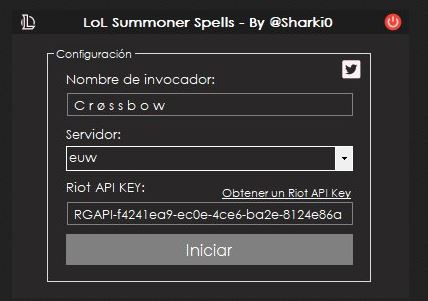 LoL Summoner Spells - By @Sharki0
Configuración
Nombre de invocador:
C r ø s s b o w
Servidor:
euw
Riot API KEY:
Obtener un Riot API Key
RGAPI-f4241ea9-ec0e-4ce6-ba2e-8124e86a
Iniciar